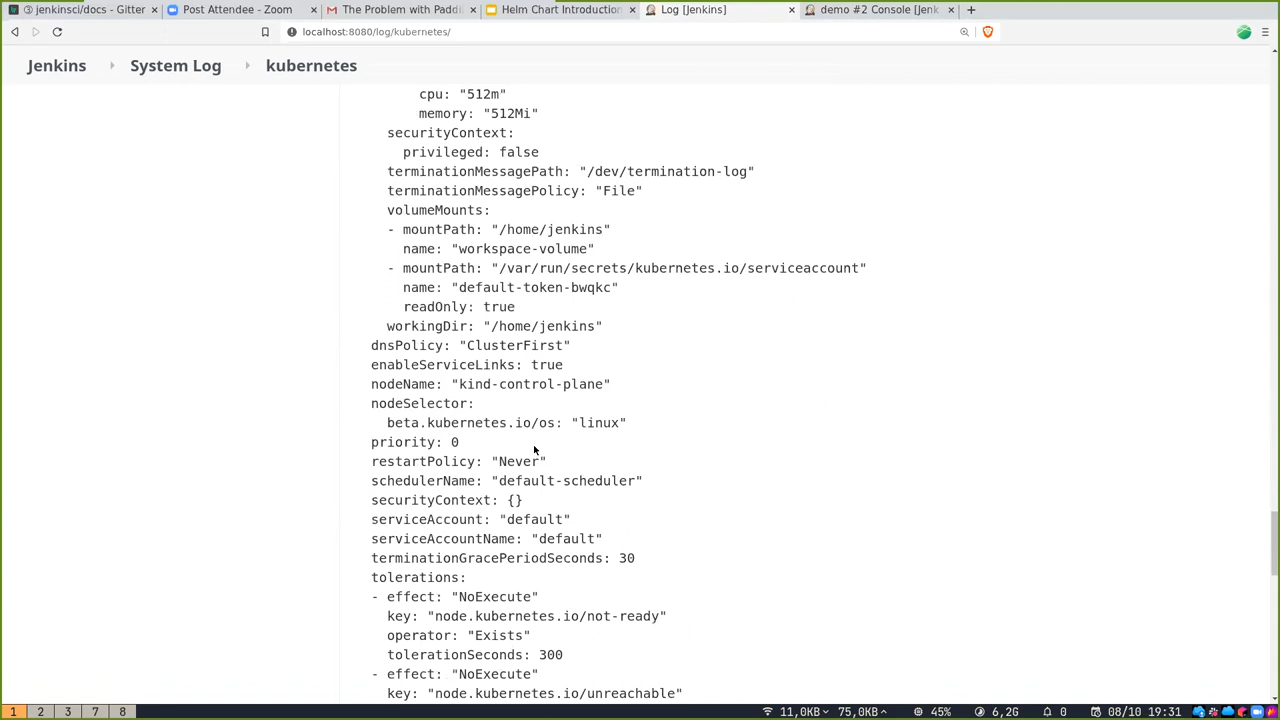 ③ jenkinsci/docs - Gitter
Post Attendee - Zoom
The Problem with Paddi
Helm Chart Introduction
Log [Jenkins]
demo #2 Console [Jenk
localhost:8080/log/kubernetes/
Jenkins
System Log
kubernetes
cpu: "512m"
memory: "512Mi"
securityContext:
privileged: false
terminationMessagePath: "/dev/termination-log"
terminationMessagePolicy: "File"
volumeMounts:
- mountPath: "/home/jenkins"
name: "workspace-volume"
- mountPath: "/var/run/secrets/kubernetes.io/serviceaccount"
name: "default-token-bwqkc"
readOnly: true
workingDir: "/home/jenkins"
dnsPolicy: "ClusterFirst"
enableServiceLinks: true
nodeName: "kind-control-plane"
nodeSelector:
beta.kubernetes.io/os: "linux"
priority: 0
restartPolicy: "Never"
schedulerName: "default-scheduler"
securityContext: {}
serviceAccount: "default"
serviceAccountName: "default"
terminationGracePeriodSeconds: 30
tolerations:
- effect: "NoExecute"
key: "node.kubernetes.io/not-ready"
operator: "Exists"
tolerationSeconds: 300
- effect: "NoExecute"
key: "node.kubernetes.io/unreachable"
1 2 3 7 8
11,0KB 75,0KB 45% 6,2G 0 08/10 19:31